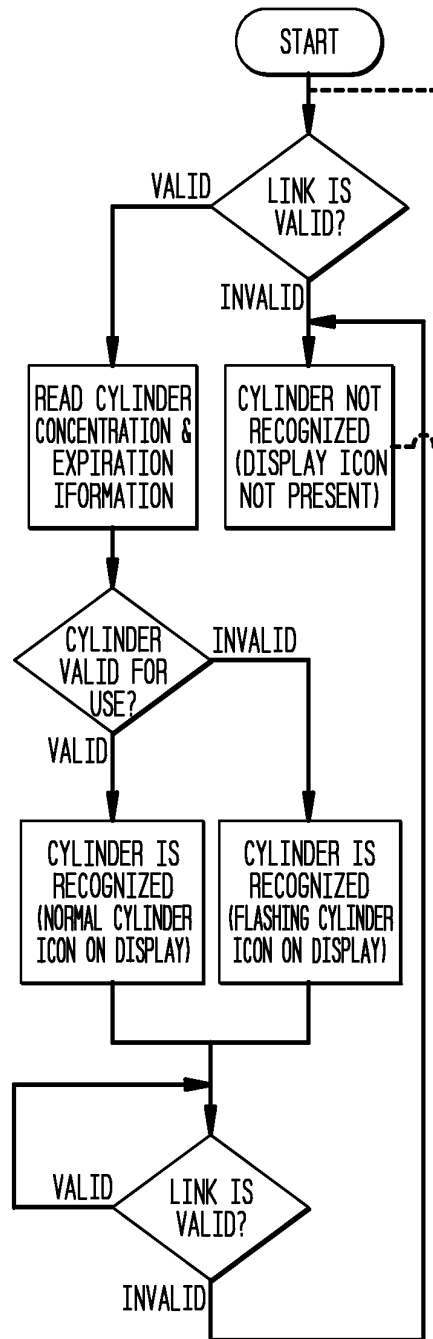 START
LINK IS
VALID?
VALID
INVALID
READ CYLINDER
CONCENTRATION &
EXPIRATION
IFORMATION
CYLINDER NOT
RECOGNIZED
(DISPLAY ICON
NOT PRESENT)
CYLINDER
VALID FOR
USE?
INVALID
VALID
CYLINDER IS
RECOGNIZED
(NORMAL CYLINDER
ICON ON DISPLAY)
CYLINDER IS
RECOGNIZED
(FLASHING CYLINDER
ICON ON DISPLAY)
VALID
LINK IS
VALID?
INVALID